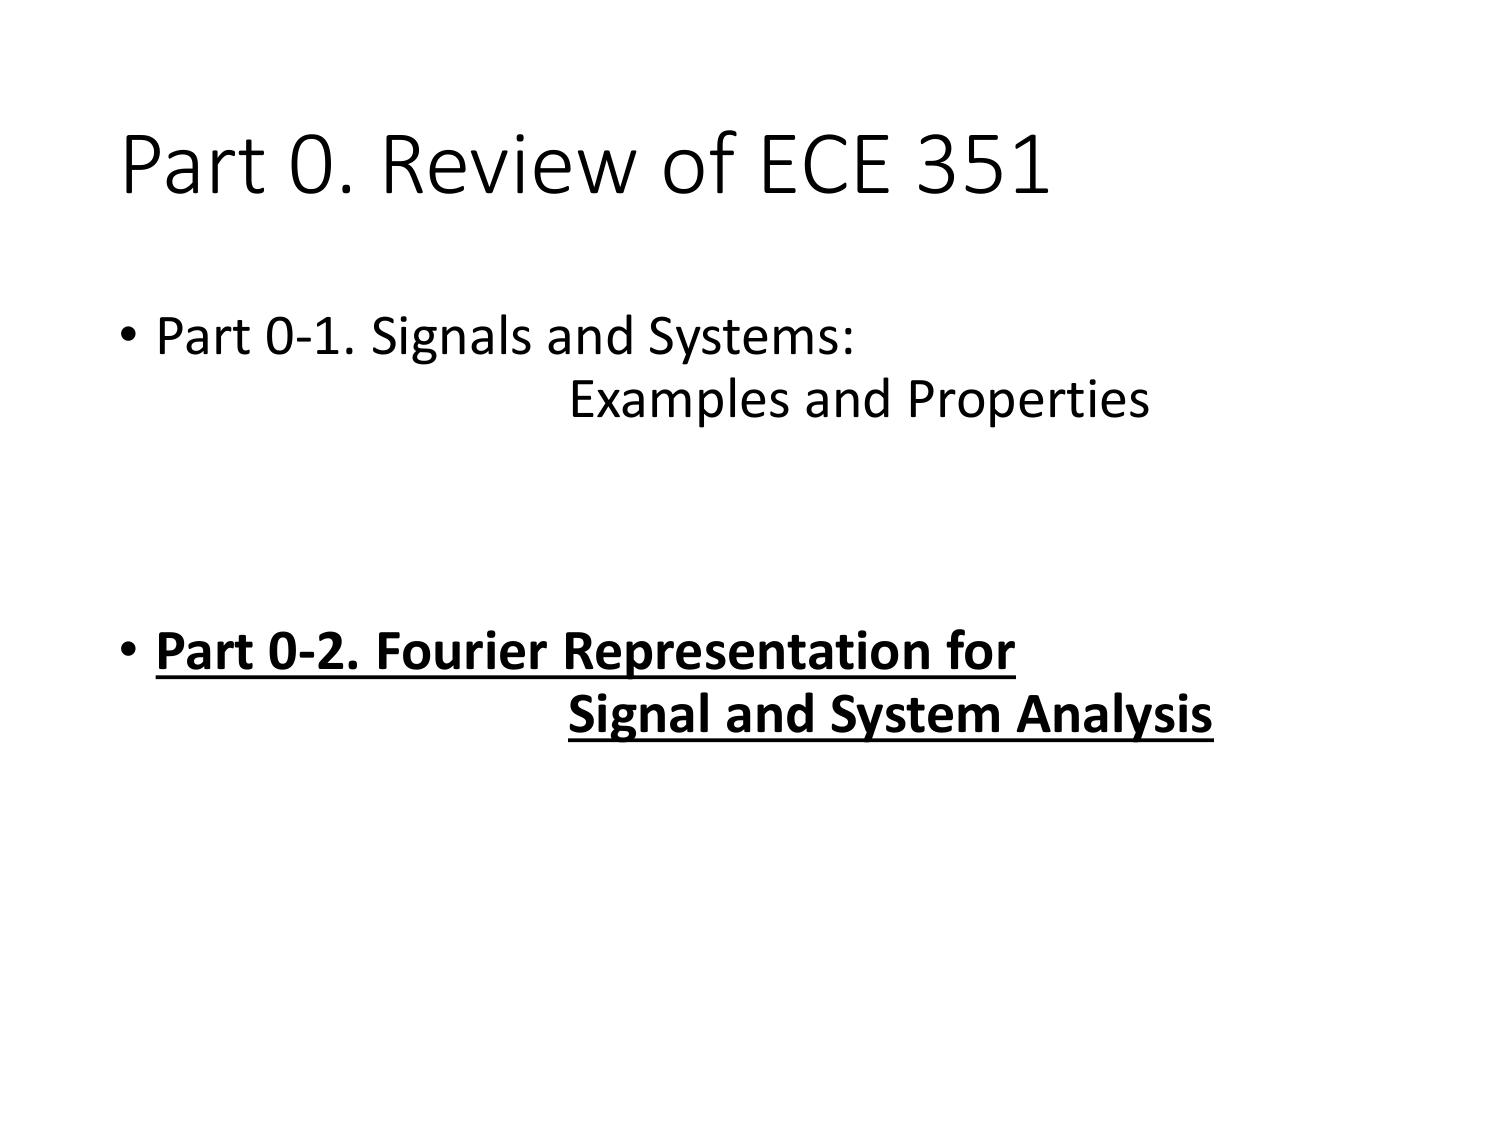 Part 0. Review of ECE 351
• Part 0-1. Signals and Systems:
Examples and Properties
• Part 0-2. Fourier Representation for
Signal and System Analysis